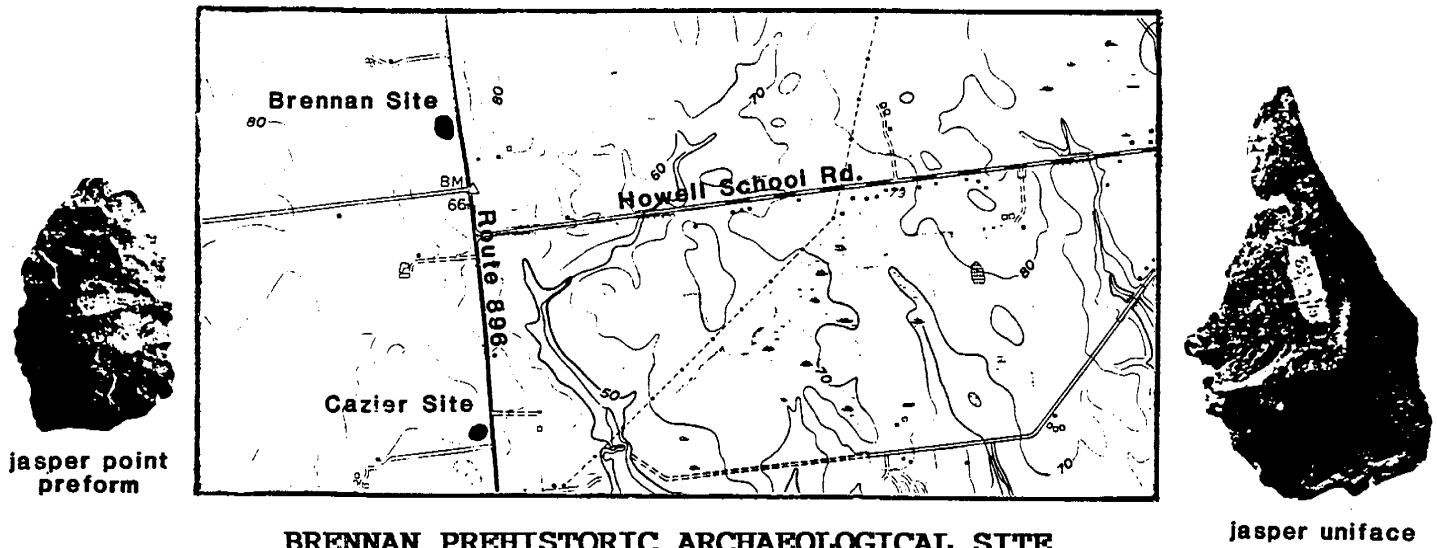 Brennan Site
80
80
70
60
BM
66
Howell School Rd.
73
Route 896.
80
50
70
Cazier Site
70
jasper point
preform
jasper uniface
BRENNAN PREHISTORIC ARCHAEOLOGICAL SITE